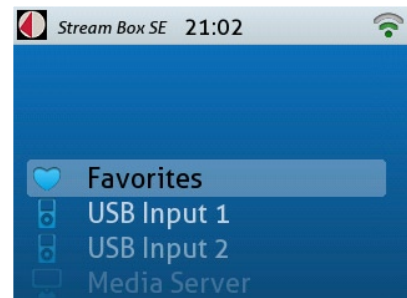 Stream Box SE 21:02
Favorites
USB Input 1
USB Input 2
Media Server